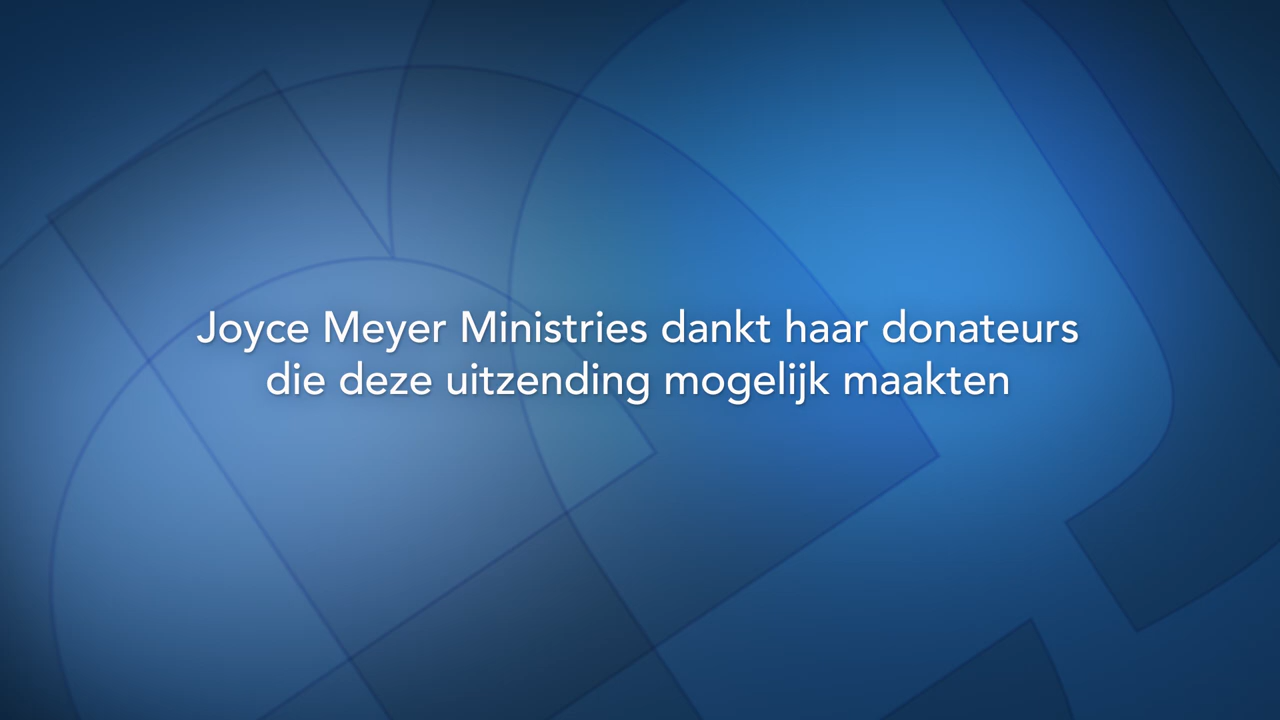 Joyce Meyer Ministries dankt haar donateurs
die deze uitzending mogelijk maakten